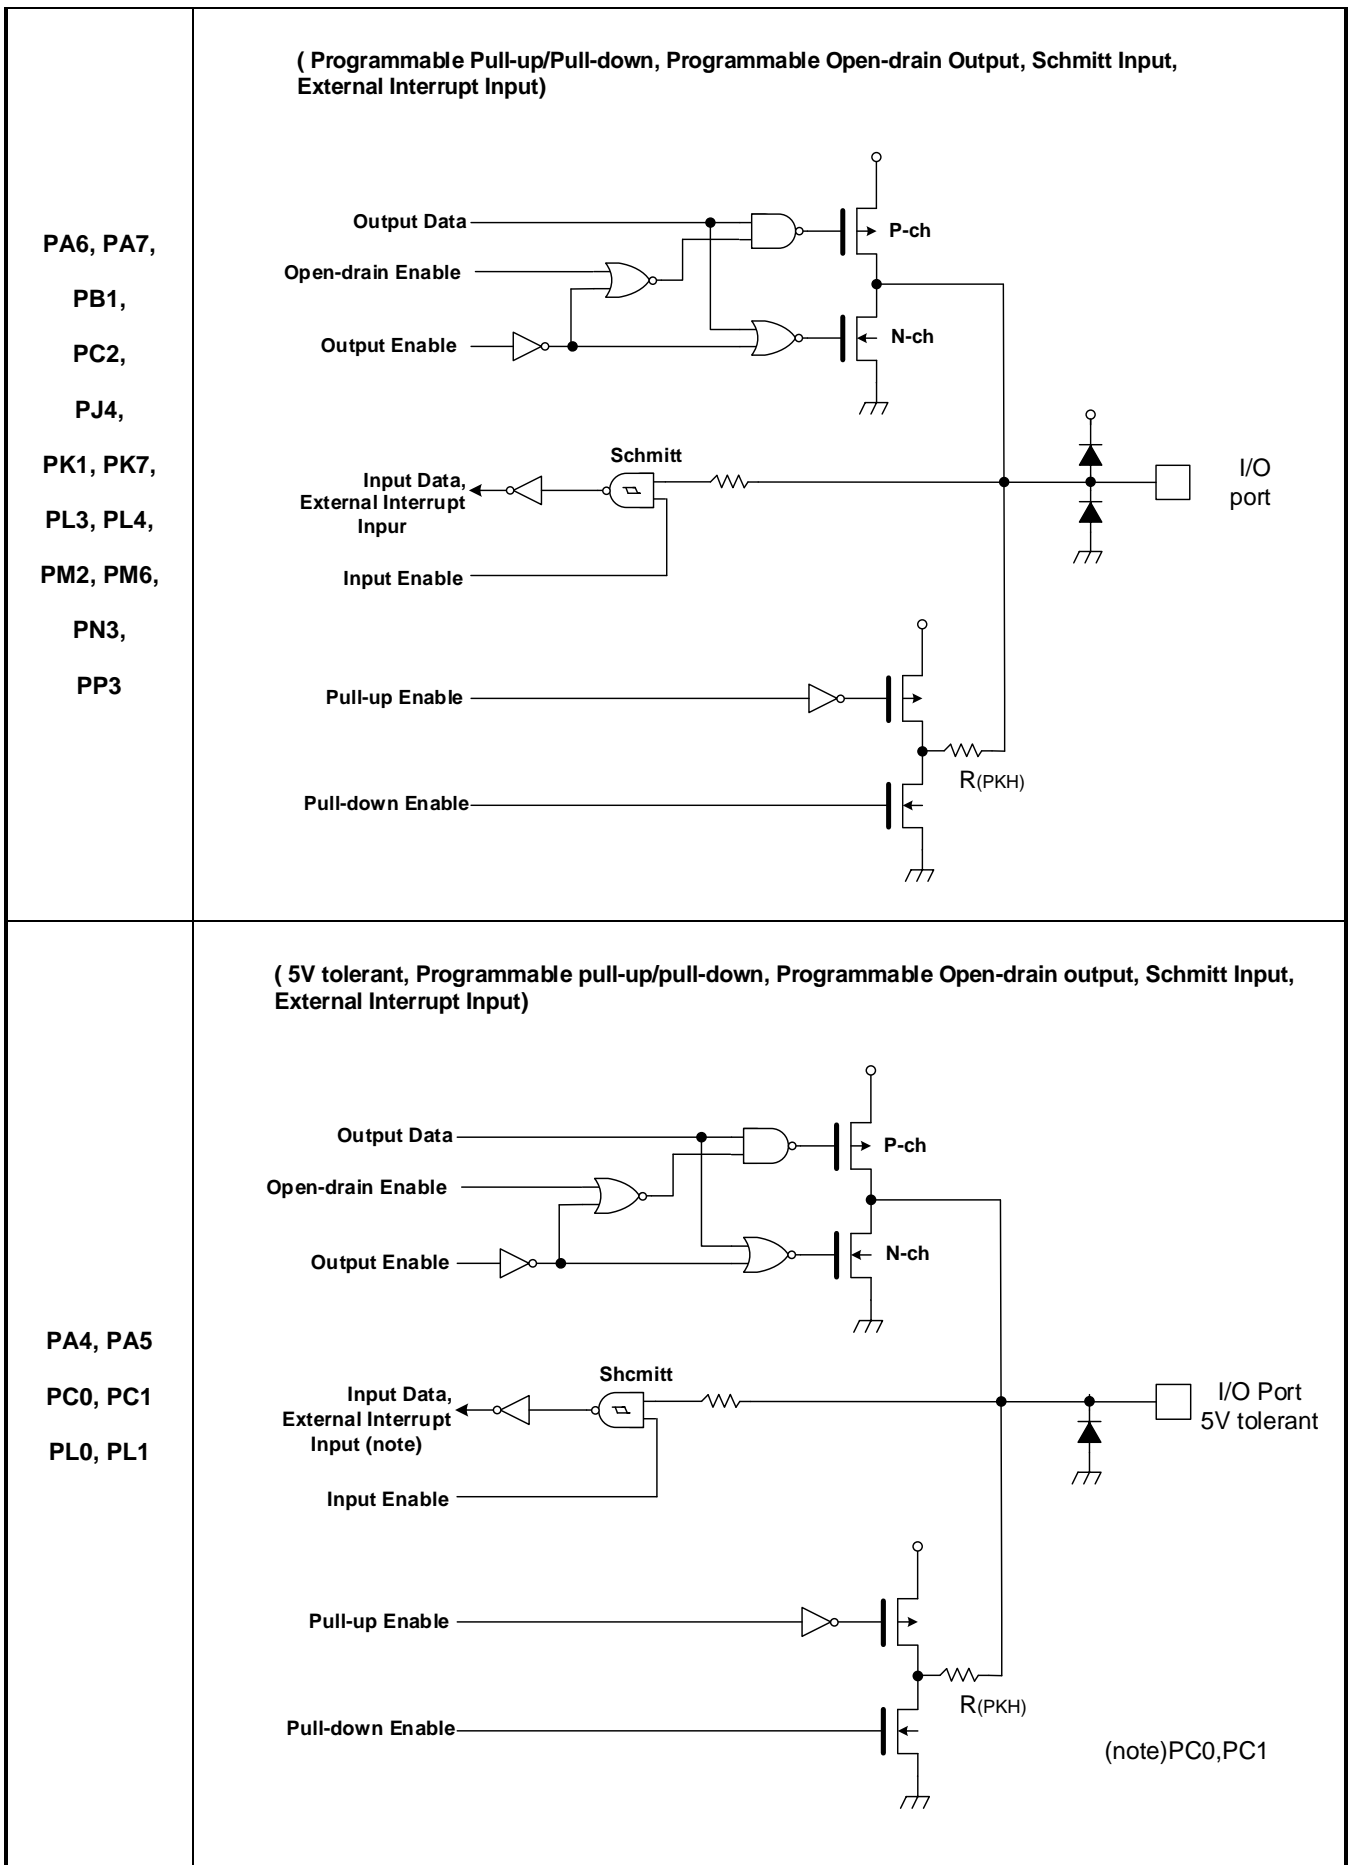 PA6, PA7,
PB1,
PC2,
PJ4,
PK1, PK7,
PL3, PL4,
PM2, PM6,
PN3,
PP3
( Programmable Pull-up/Pull-down, Programmable Open-drain Output, Schmitt Input,
External Interrupt Input)
Output Data
P-ch
Open-drain Enable
N-ch
Output Enable
Schmitt
Input Data,
External Interrupt
Inpur
I/O
port
Input Enable
Pull-up Enable
R(PKH)
Pull-down Enable
PA4, PA5
PC0, PC1
PL0, PL1
( 5V tolerant, Programmable pull-up/pull-down, Programmable Open-drain output, Schmitt Input,
External Interrupt Input)
Output Data
P-ch
Open-drain Enable
N-ch
Output Enable
Shcmitt
Input Data,
External Interrupt
Input (note)
I/O Port
5V tolerant
Input Enable
Pull-up Enable
R(PKH)
Pull-down Enable
(note)PC0,PC1